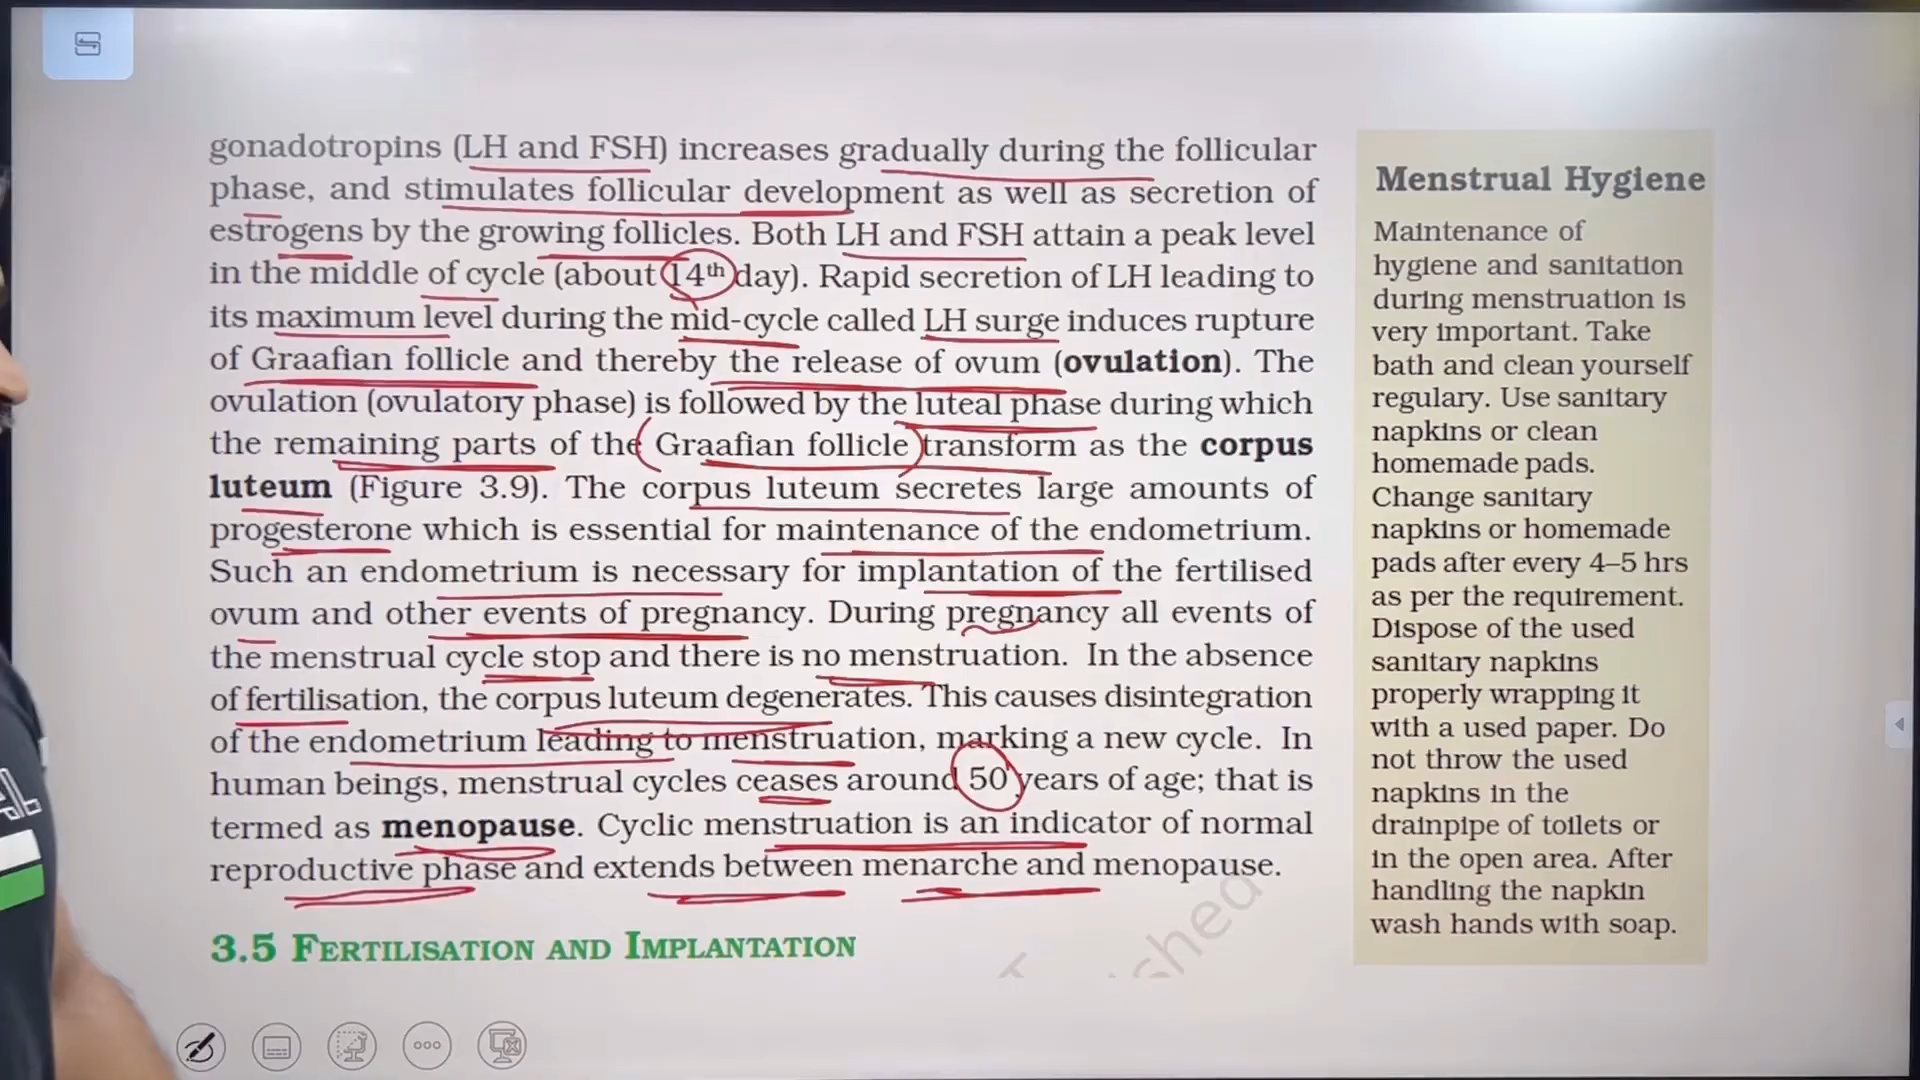 gonadotropins (LH and FSH) increases gradually during the follicular
phase, and stimulates follicular development as well as secretion of
estrogens by the growing follicles. Both LH and FSH attain a peak level
in the middle of cycle (about 14th day). Rapid secretion of LH leading to
its maximum level during the mid-cycle called LH surge induces rupture
of Graafian follicle and thereby the release of ovum (ovulation). The
ovulation (ovulatory phase) is followed by the luteal phase during which
the remaining parts of the Graafian follicle transform as the corpus
luteum (Figure 3.9). The corpus luteum secretes large amounts of
progesterone which is essential for maintenance of the endometrium.
Such an endometrium is necessary for implantation of the fertilised
ovum and other events of pregnancy. During pregnancy all events of
the menstrual cycle stop and there is no menstruation. In the absence
of fertilisation, the corpus luteum degenerates. This causes disintegration
of the endometrium leading to menstruation, marking a new cycle. In
human beings, menstrual cycles ceases around 50 years of age; that is
termed as menopause. Cyclic menstruation is an indicator of normal
reproductive phase and extends between menarche and menopause.
3.5 FERTILISATION AND IMPLANTATION
Menstrual Hygiene
Maintenance of
hygiene and sanitation
during menstruation is
very important. Take
bath and clean yourself
regulary. Use sanitary
napkins or clean
homemade pads.
Change sanitary
napkins or homemade
pads after every 4–5 hrs
as per the requirement.
Dispose of the used
sanitary napkins
properly wrapping it
with a used paper. Do
not throw the used
napkins in the
drainpipe of toilets or
in the open area. After
handling the napkin
wash hands with soap.